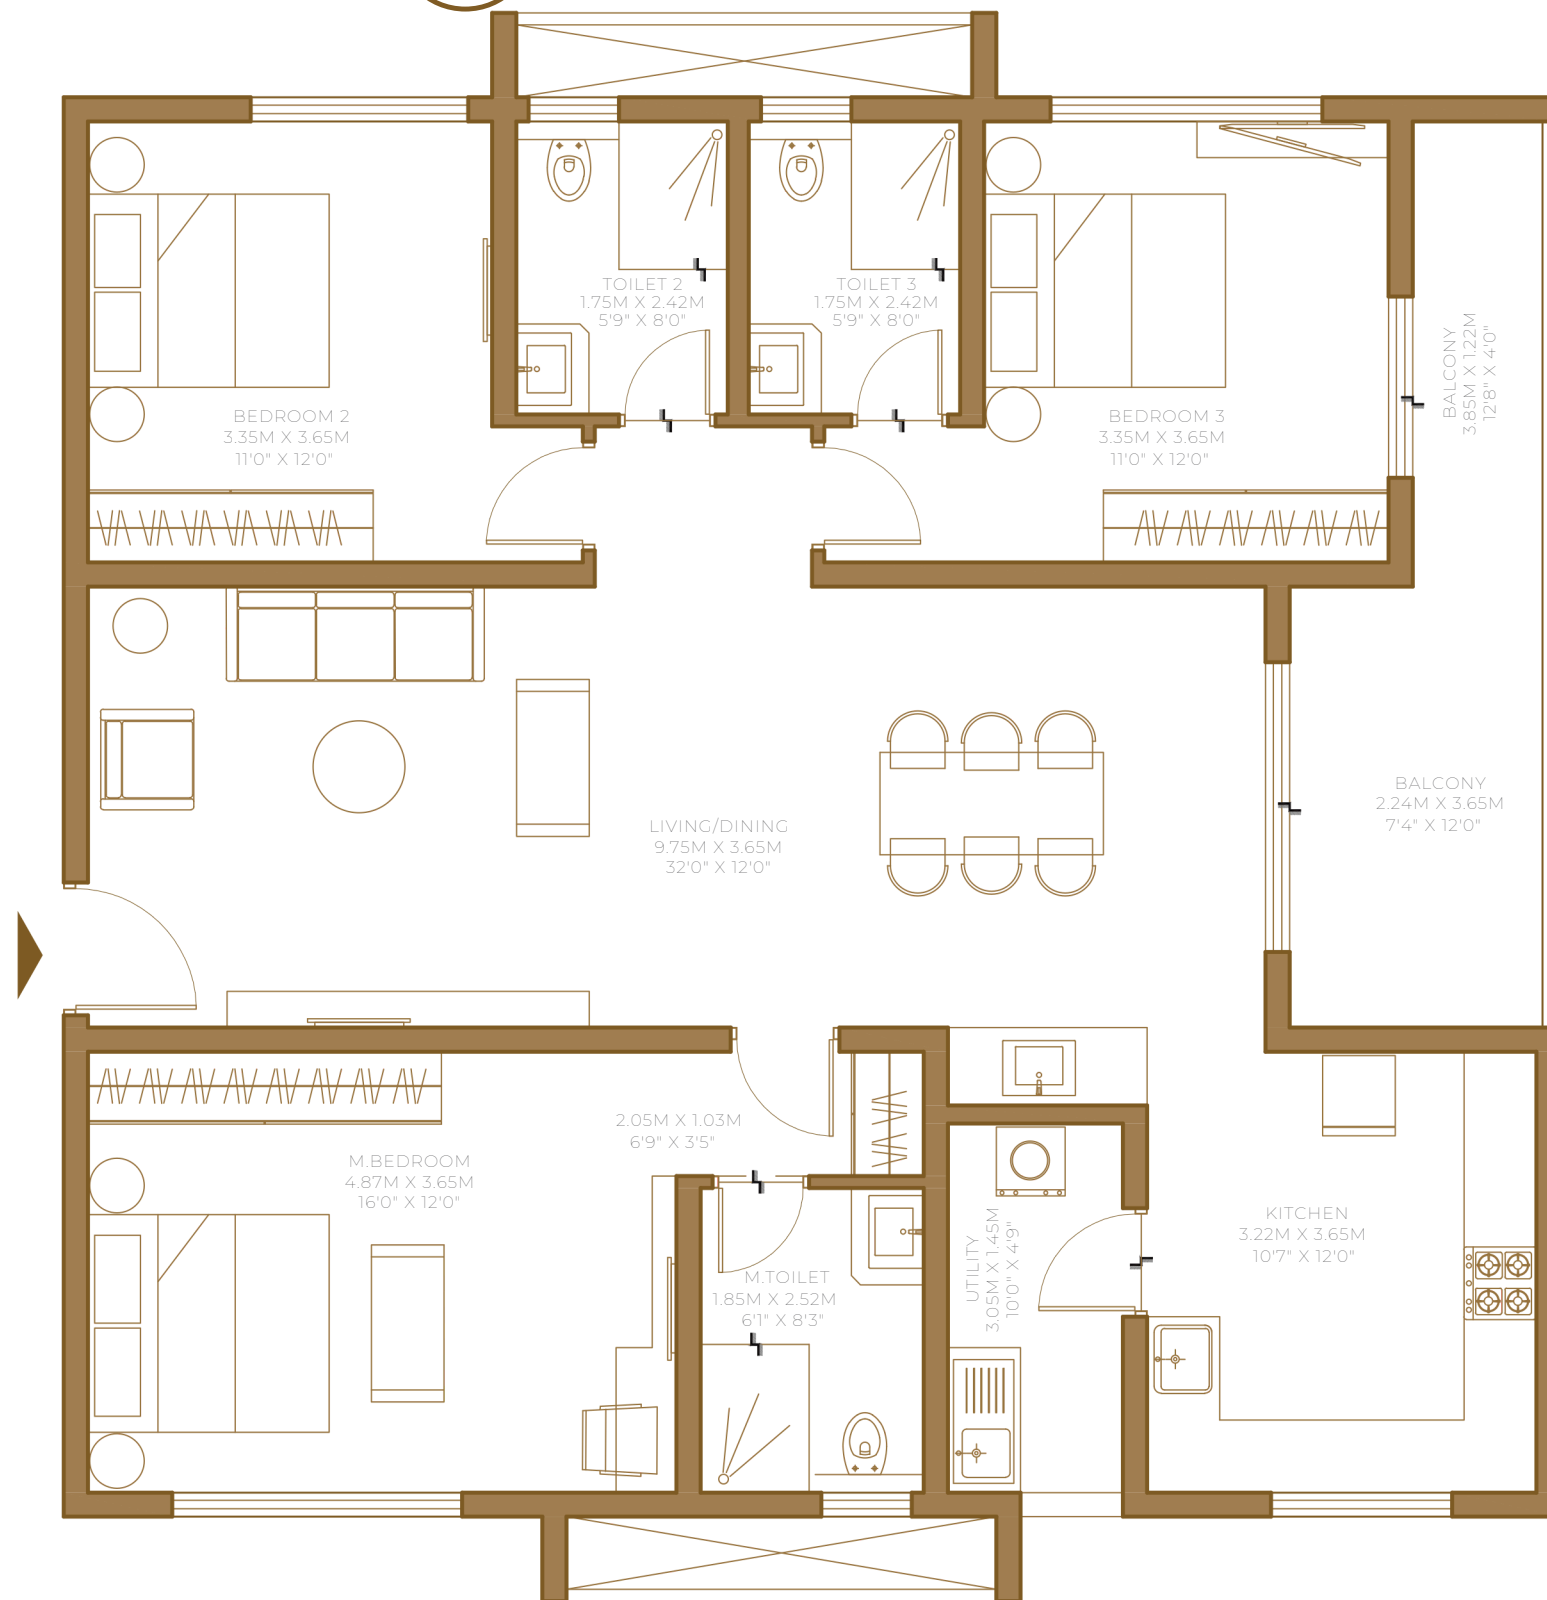 TOILET 2
1.75M X 2.42M
5'9" X 8'0"
TOILET 3
1.75M X 2.42M
5'9" X 8'0"
BEDROOM 2
3.35M X 3.65M
11'0" X 12'0"
BEDROOM 3
3.35M X 3.65M
11'0" X 12'0"
BALCONY
3.85M X 1.22M
12'8" X 4'0"
LIVING/DINING
9.75M X 3.65M
32'0" X 12'0"
BALCONY
2.24M X 3.65M
7'4" X 12'0"
2.05M X 1.03M
6'9" X 3'5"
M.BEDROOM
4.87M X 3.65M
16'0" X 12'0"
M.TOILET
1.85M X 2.52M
6'1" X 8'3"
UTILITY
3.05M X 1.45M
10'0" X 4'9"
KITCHEN
3.22M X 3.65M
10'7" X 12'0"